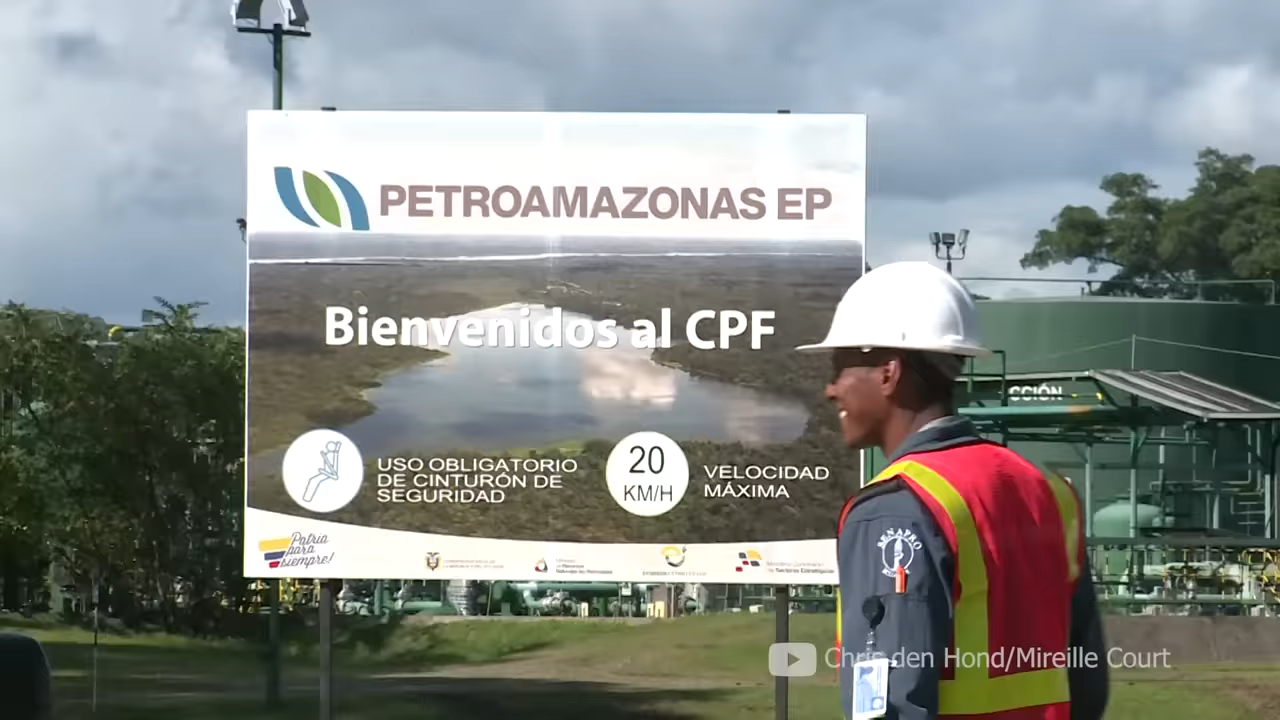 PETROAMAZONAS EP
Bienvenidos al CPF
USO OBLIGATORIO
DE CINTURÓN DE
SEGURIDAD
20
KM/H
VELOCIDAD
MÁXIMA
CCIÓN
Patria
para
siempre!
SENAPRO
Chris den Hond/Mireille Court